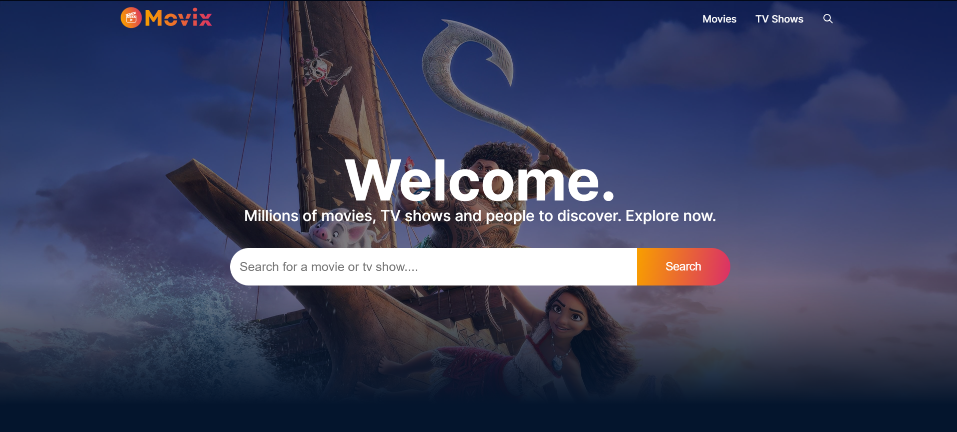 Movix
Movies
TV Shows
Welcome.
Millions of movies, TV shows and people to discover. Explore now.
Search for a movie or tv show....
Search